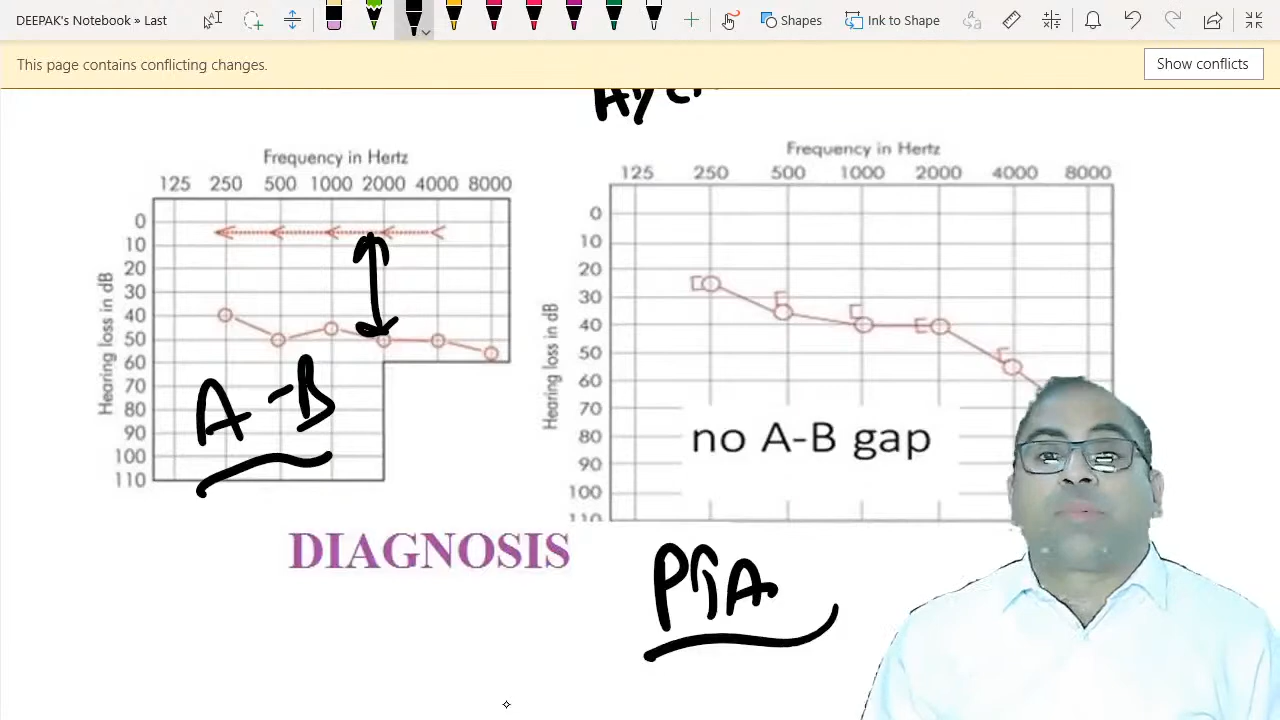 DEEPAK's Notebook » Last
Shapes
Ink to Shape
This page contains conflicting changes.
Show conflicts
Frequency in Hertz
125 250 500 1000 2000 4000 8000
0
10
20
30
40
50
60
70
80
90
100
110
Hearing loss in dB
A-B
Frequency in Hertz
125 250 500 1000 2000 4000 8000
0
10
20
30
40
50
60
70
80
90
100
110
Hearing loss in dB
no A-B gap
DIAGNOSIS
PTA